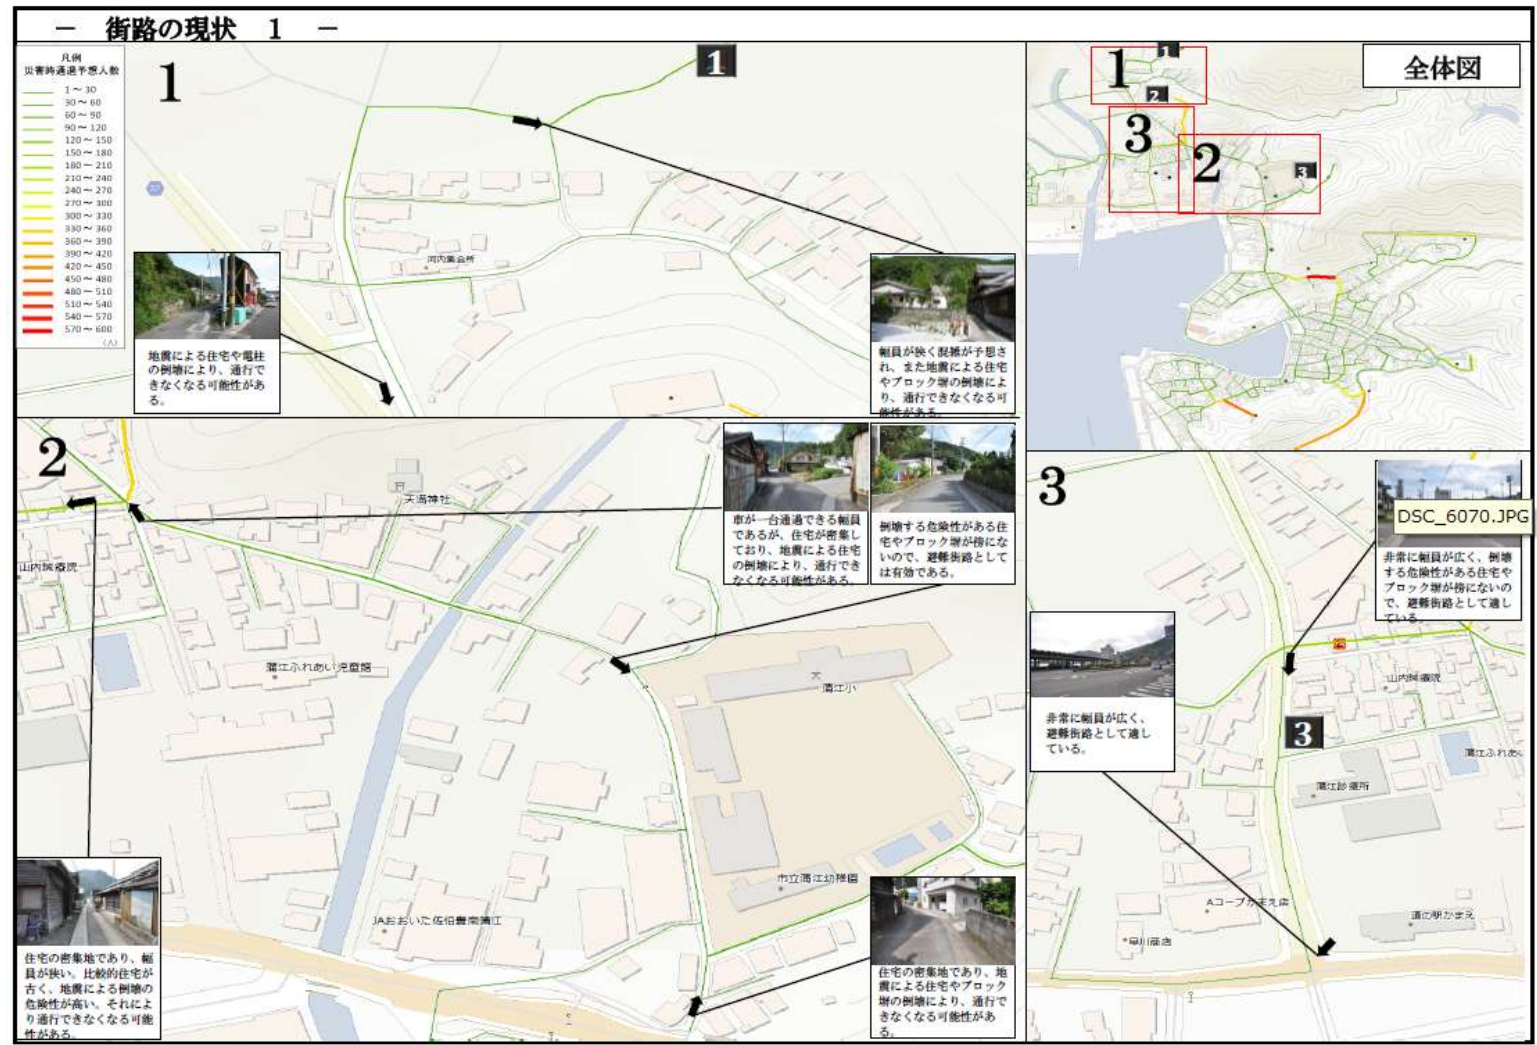 － 街路の現状 １ －
凡例
災害時通過予想人数
1～30
30～60
60～90
90～120
120～150
150～180
180～210
210～240
240～270
270～300
300～330
330～360
360～390
390～420
420～450
450～480
480～510
510～540
540～570
570～600
(人)
1
1
河内集会所
地震による住宅や電柱
の倒壊により、通行で
きなくなる可能性があ
る。
幅員が狭く混雑が予想さ
れ、また地震による住宅
やブロック塀の倒壊によ
り、通行できなくなる可
能性がある。
全体図
1
1
2
3
2
3
2
天満神社
山内医院
蒲江ふれあい児童館
車が一台通過できる幅員
であるが、住宅が密集し
ており、地震による住宅
の倒壊により、通行でき
なくなる可能性がある。
倒壊する危険性がある住
宅やブロック塀が傍にな
いので、避難街路として
は有効である。
蒲江小
市立蒲江幼稚園
JAおおいた佐伯豊南蒲江
住宅の密集地であり、幅
員が狭い。比較的住宅が
古く、地震による倒壊の
危険性が高い。それによ
り通行できなくなる可能
性がある。
住宅の密集地であり、地
震による住宅やブロック
塀の倒壊により、通行で
きなくなる可能性があ
る。
3
DSC_6070.JPG
非常に幅員が広く、倒壊
する危険性がある住宅や
ブロック塀が傍にないの
で、避難街路として適し
ている。
非常に幅員が広く、
避難街路として適し
ている。
3
蒲江ふれあい
蒲江診療所
Aコープかまえ店
早川商店
道の駅かまえ